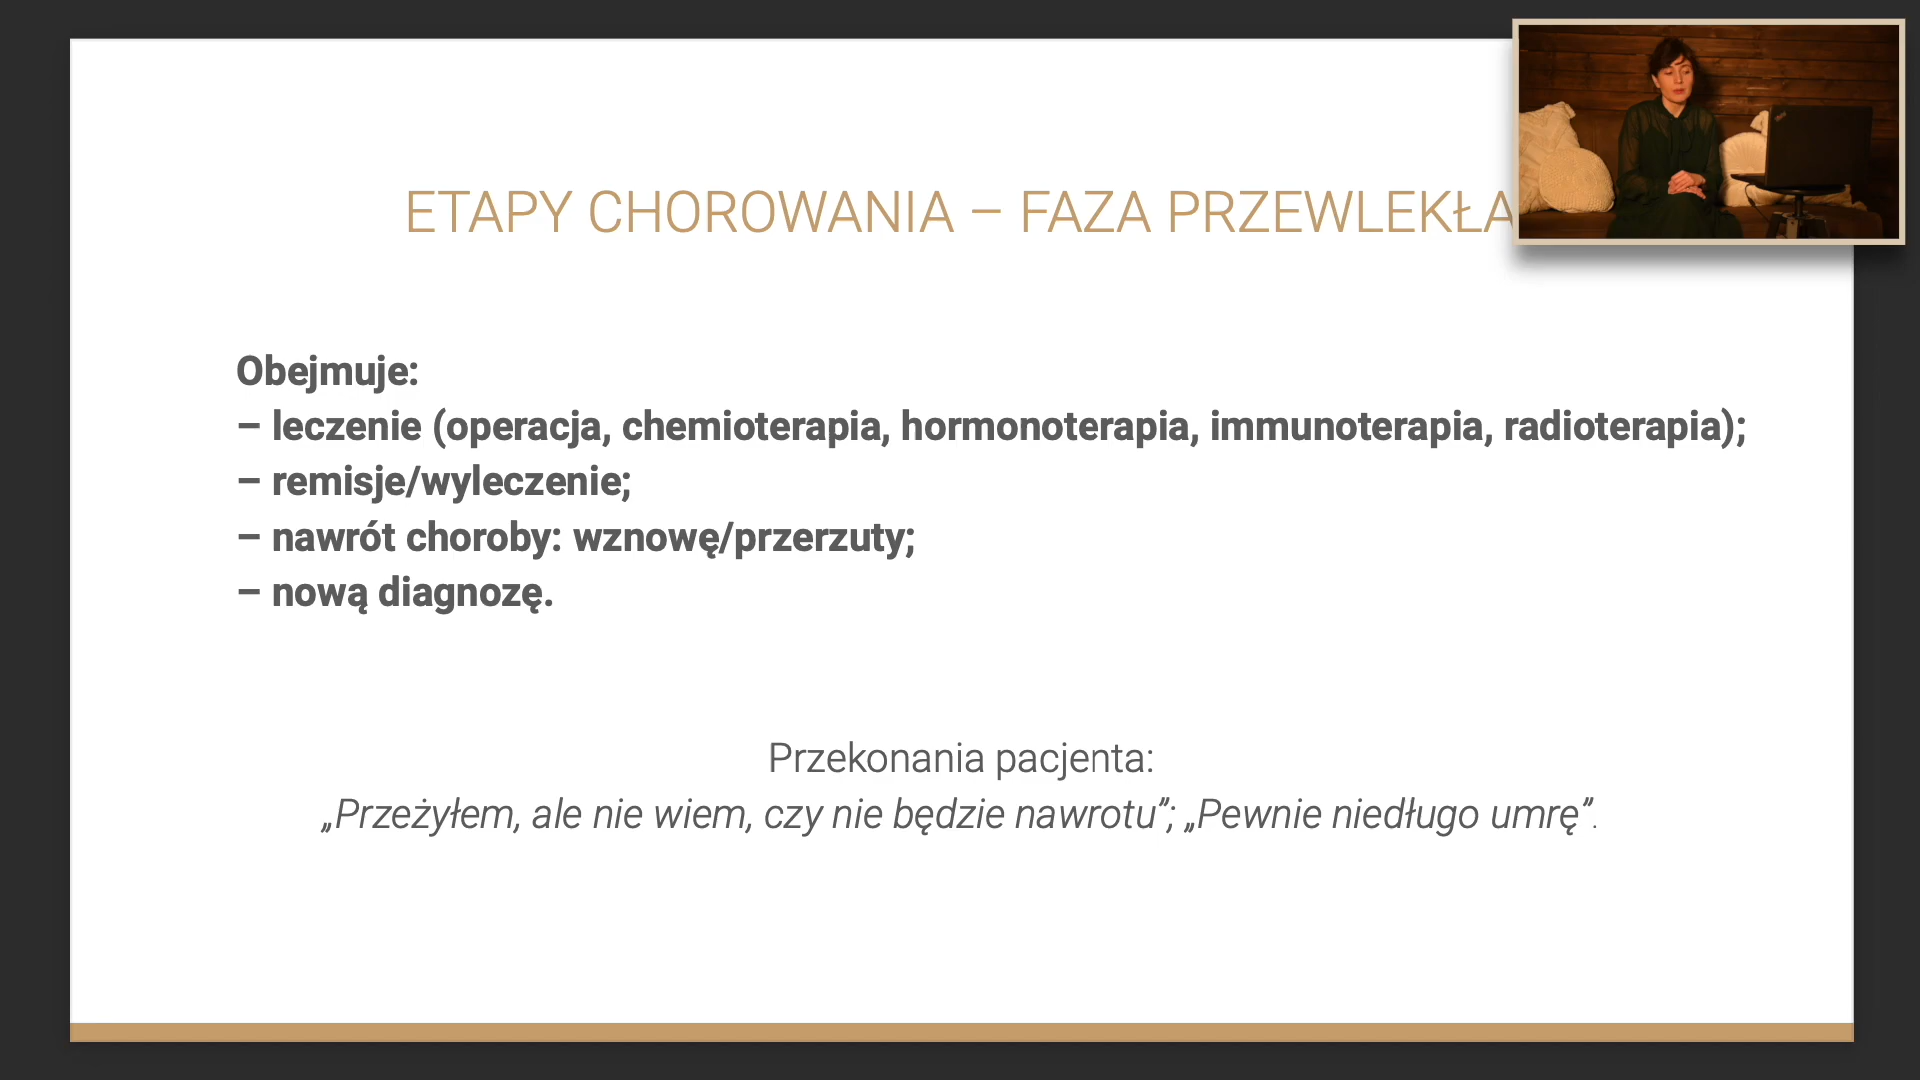 ETAPY CHOROWANIA – FAZA PRZEWLEKŁA
Obejmuje:
– leczenie (operacja, chemioterapia, hormonoterapia, immunoterapia, radioterapia);
– remisje/wyleczenie;
– nawrót choroby: wznowę/przerzuty;
– nową diagnozę.
Przekonania pacjenta:
„Przeżyłem, ale nie wiem, czy nie będzie nawrotu”; „Pewnie niedługo umrę”.